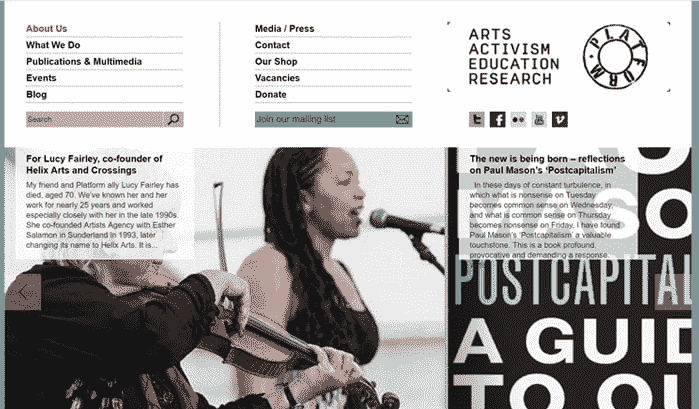 About Us
What We Do
Publications & Multimedia
Events
Blog
Search
Media / Press
Contact
Our Shop
Vacancies
Donate
Join our mailing list
ARTS
ACTIVISM
EDUCATION
RESEARCH
PLATFORM
For Lucy Fairley, co-founder of
Helix Arts and Crossings
My friend and Platform ally Lucy Fairley has
died, aged 70. We've known her and her
work for nearly 25 years and worked
especially closely with her in the late 1990s.
She co-founded Artists Agency with Esther
Salamon in Sunderland in 1993, later
changing its name to Helix Arts. It is...
The new is being born – reflections
on Paul Mason's 'Postcapitalism'
In these days of constant turbulence, in
which what is nonsense on Tuesday
becomes common sense on Wednesday,
and what is common sense on Thursday
becomes nonsense on Friday, I have found
Paul Mason's 'Postcapitalism a valuable
touchstone. This is a book profound,
provocative and demanding a response.
POSTCAPITAL
A GUID
TO OU